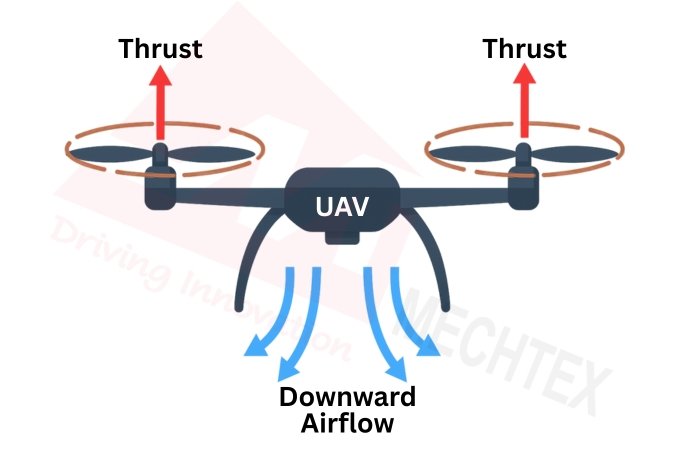 Thrust
Thrust
UAV
Driving Innovation
MECHTEX
Downward
Airflow